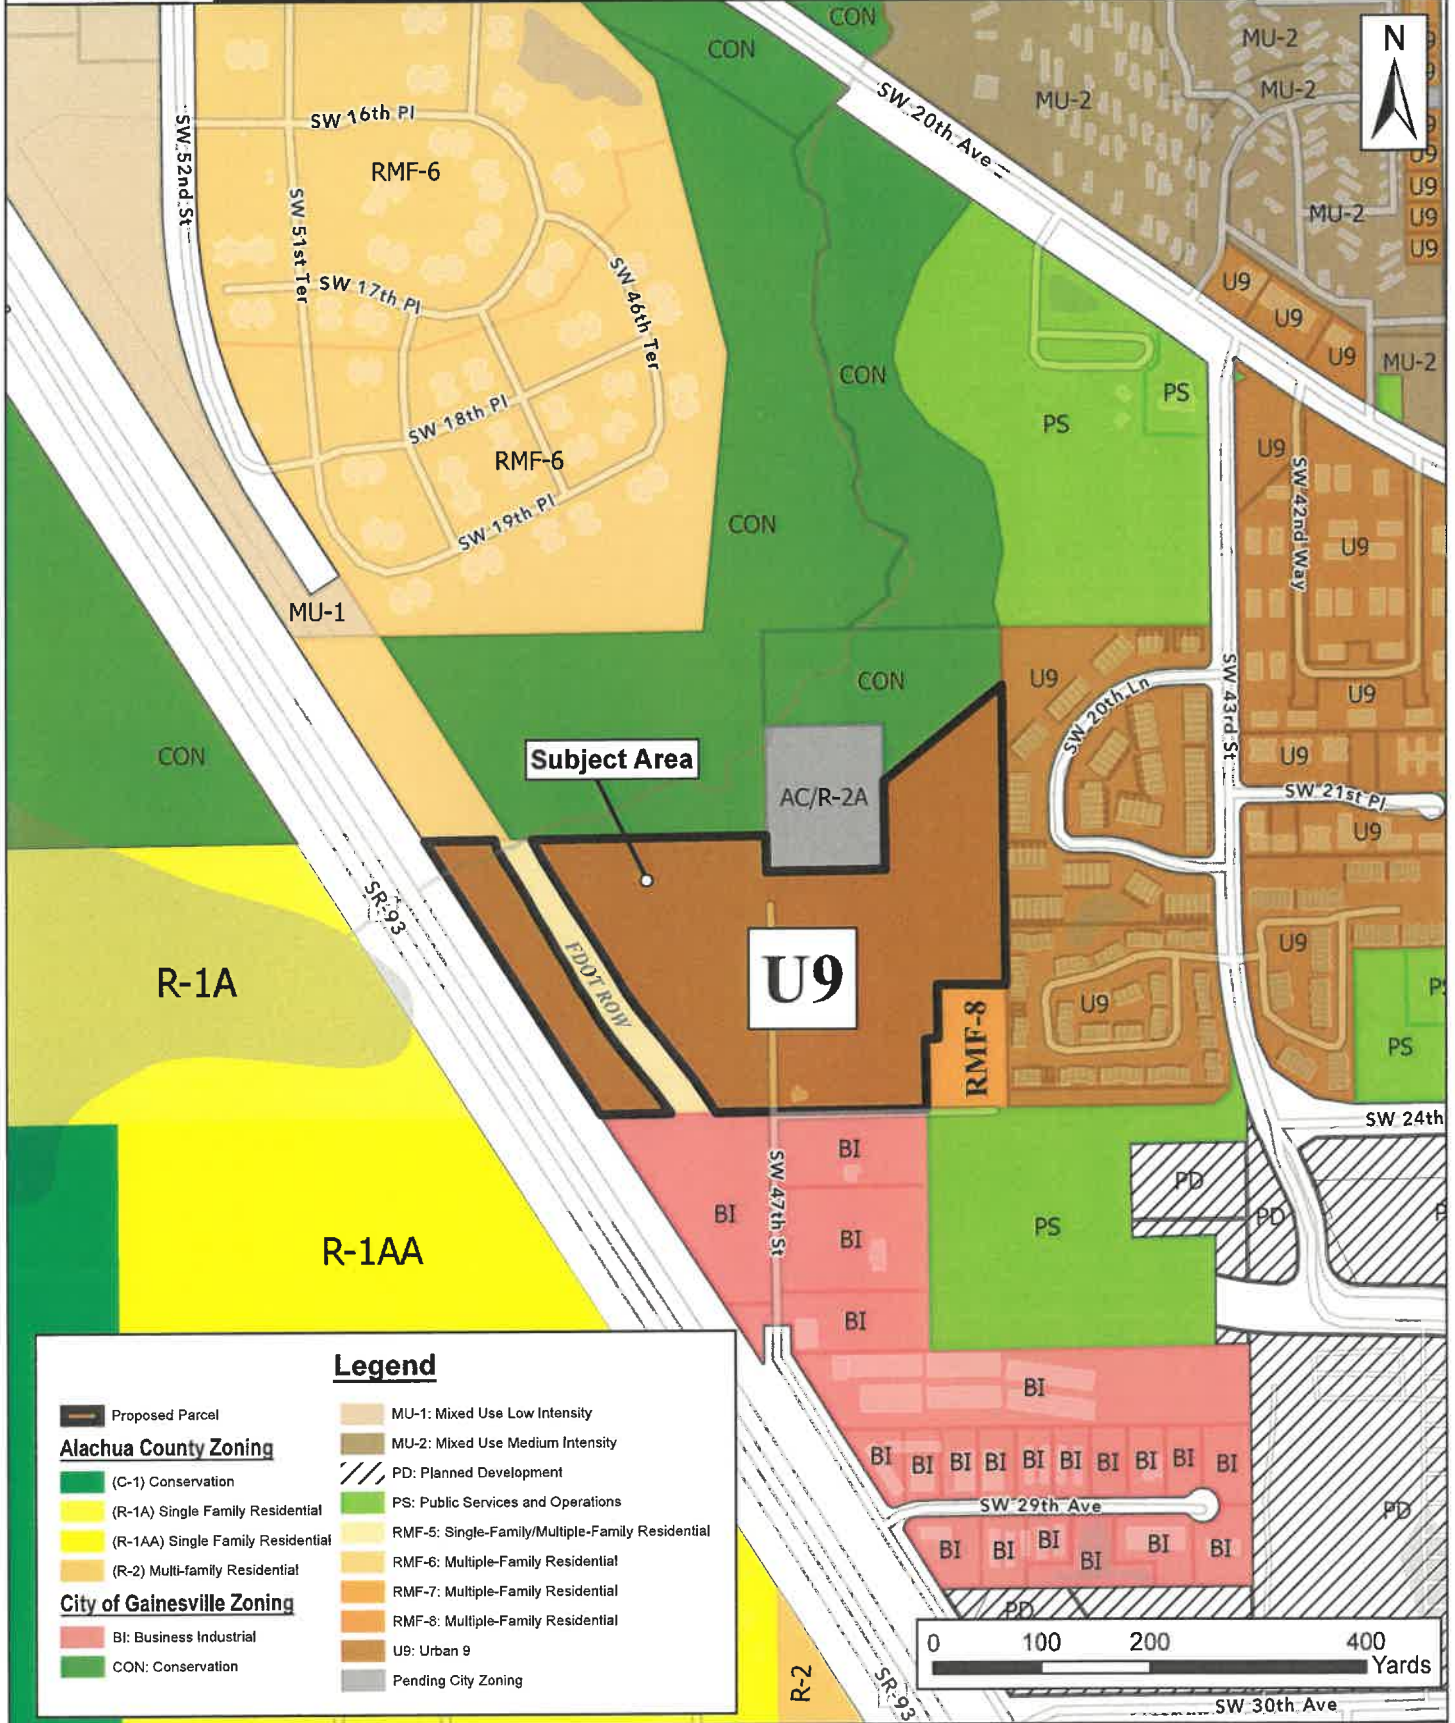 CON
CON
MU-2
MU-2
MU-2
MU-2
N
SW 20th Ave
SW 52nd St
SW 16th Pl
RMF-6
SW 51st Ter
SW 17th Pl
SW 46th Ter
U9
U9
U9
U9
U9
U9
U9
MU-2
CON
PS
PS
SW 18th Pl
RMF-6
SW 19th Pl
U9
SW 42nd Way
CON
U9
MU-1
CON
U9
SW 20th Ln
SW 43rd St
U9
CON
Subject Area
AC/R-2A
U9
SW 21st Pl
U9
SR-93
FDOT ROW
U9
R-1A
RMF-8
U9
U9
PS
PS
SW 24th
BI
SW 47th St
BI
BI
BI
PS
PD
PD
R-1AA
BI
BI
BI
BI
BI
BI
BI
BI
BI
BI
BI
SW 29th Ave
BI
BI
BI
BI
BI
BI
PD
PD
R-2
SR-93
SW 30th Ave
Legend
Proposed Parcel
Alachua County Zoning
(C-1) Conservation
(R-1A) Single Family Residential
(R-1AA) Single Family Residential
(R-2) Multi-family Residential
City of Gainesville Zoning
BI: Business Industrial
CON: Conservation
MU-1: Mixed Use Low Intensity
MU-2: Mixed Use Medium Intensity
PD: Planned Development
PS: Public Services and Operations
RMF-5: Single-Family/Multiple-Family Residential
RMF-6: Multiple-Family Residential
RMF-7: Multiple-Family Residential
RMF-8: Multiple-Family Residential
U9: Urban 9
Pending City Zoning
0 100 200 400
Yards